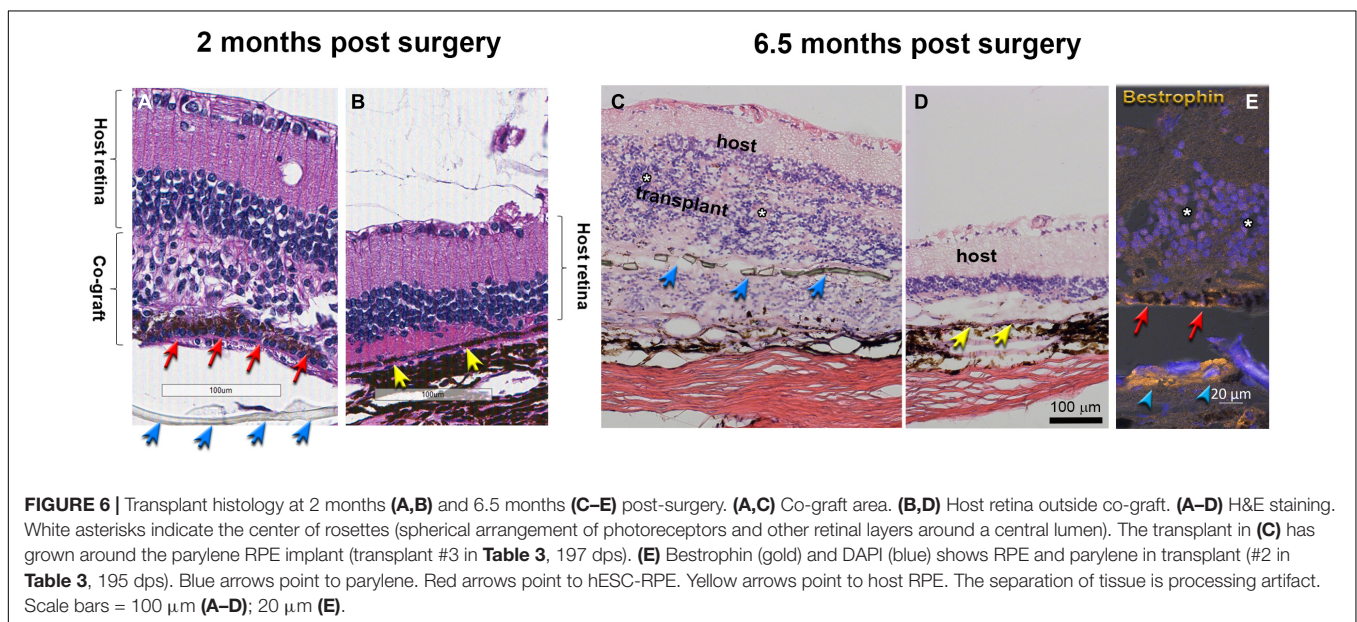 2 months post surgery
6.5 months post surgery
A
B
C
D
Bestrophin E
Host retina
Co-graft
Host retina
host
transplant
*
*
host
*
*
100um
100um
100 μm
20 μm
FIGURE 6 | Transplant histology at 2 months (A,B) and 6.5 months (C–E) post-surgery. (A,C) Co-graft area. (B,D) Host retina outside co-graft. (A–D) H&E staining.
White asterisks indicate the center of rosettes (spherical arrangement of photoreceptors and other retinal layers around a central lumen). The transplant in (C) has
grown around the parylene RPE implant (transplant #3 in Table 3, 197 dps). (E) Bestrophin (gold) and DAPI (blue) shows RPE and parylene in transplant (#2 in
Table 3, 195 dps). Blue arrows point to parylene. Red arrows point to hESC-RPE. Yellow arrows point to host RPE. The separation of tissue is processing artifact.
Scale bars = 100 μm (A–D); 20 μm (E).